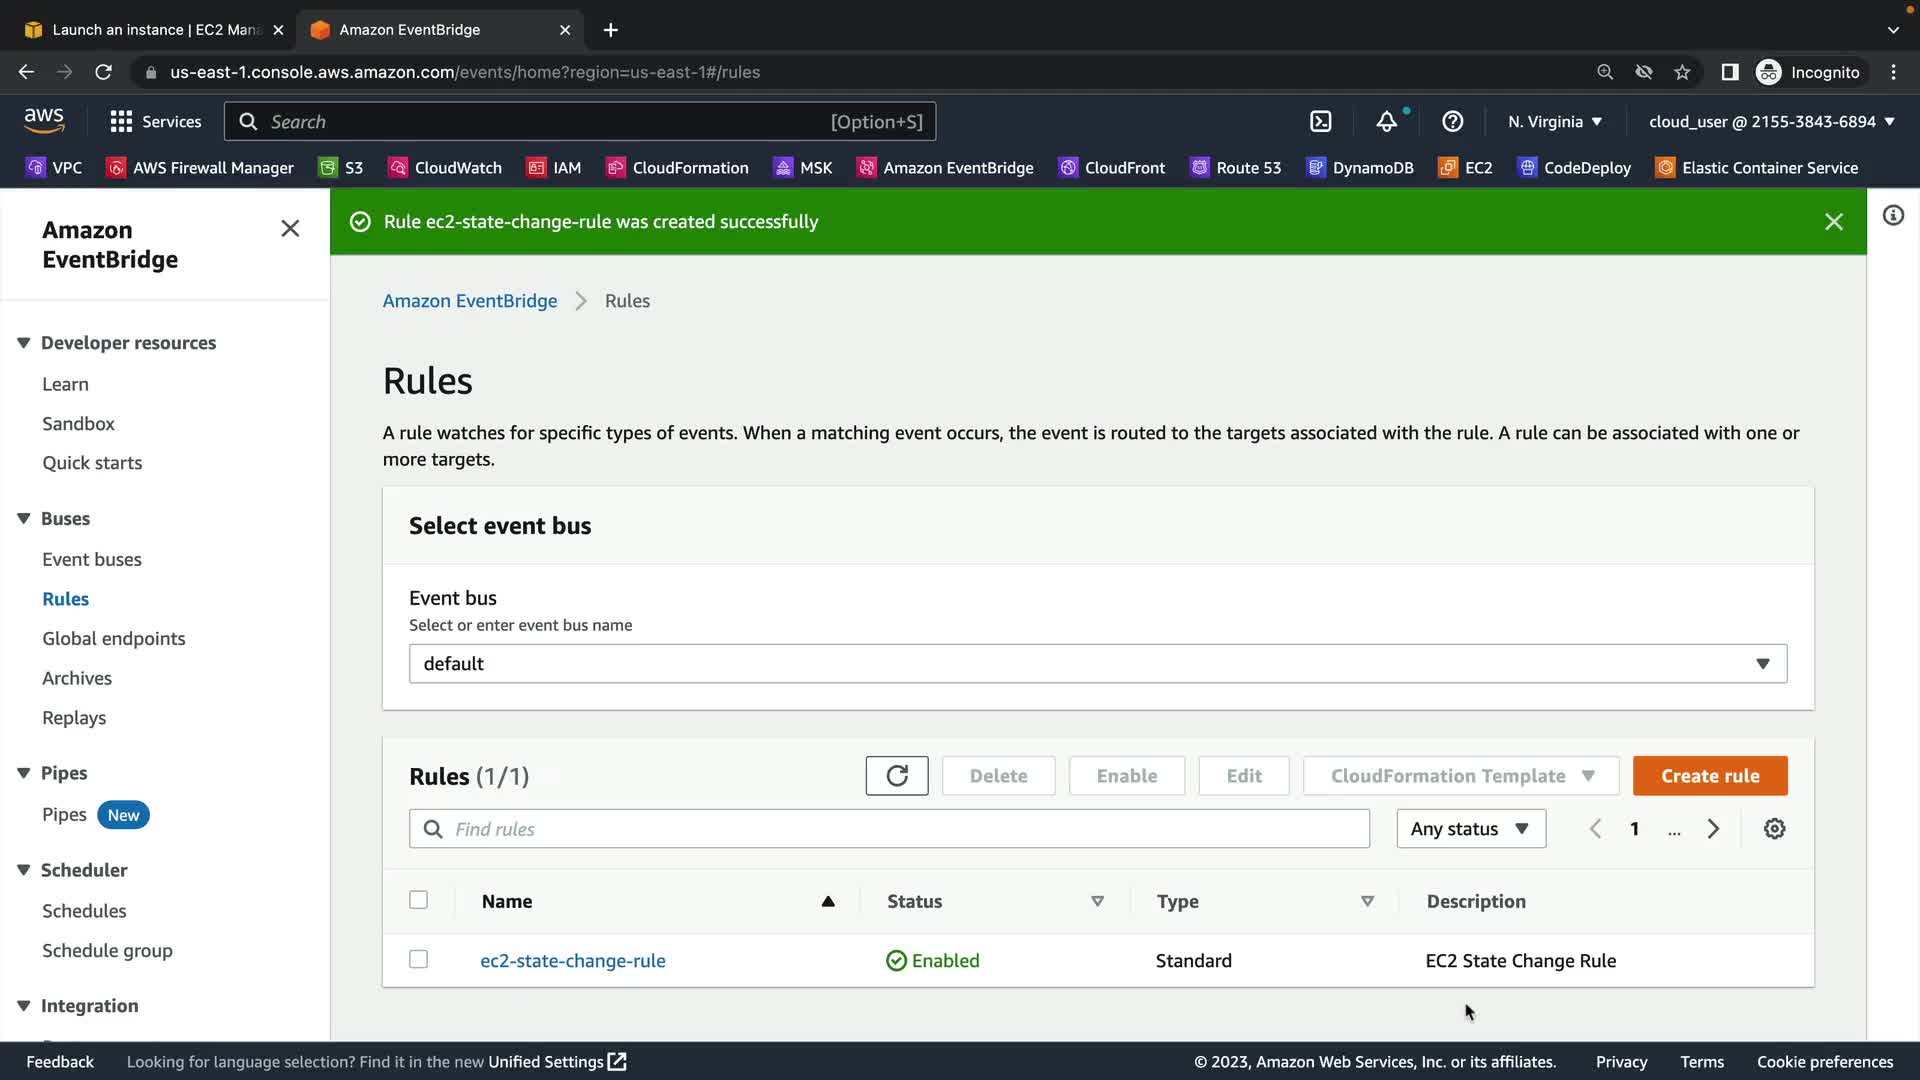 Launch an instance | EC2 Mana
Amazon EventBridge
us-east-1.console.aws.amazon.com/events/home?region=us-east-1#/rules
Incognito
aws
Services
Search
[Option+S]
N. Virginia
cloud_user @ 2155-3843-6894
VPC
AWS Firewall Manager
S3
CloudWatch
IAM
CloudFormation
MSK
Amazon EventBridge
CloudFront
Route 53
DynamoDB
EC2
CodeDeploy
Elastic Container Service
Amazon
EventBridge
Developer resources
Learn
Sandbox
Quick starts
Buses
Event buses
Rules
Global endpoints
Archives
Replays
Pipes
Pipes New
Scheduler
Schedules
Schedule group
Integration
Rule ec2-state-change-rule was created successfully
Amazon EventBridge
Rules
Rules
A rule watches for specific types of events. When a matching event occurs, the event is routed to the targets associated with the rule. A rule can be associated with one or
more targets.
Select event bus
Event bus
Select or enter event bus name
default
Rules (1/1)
Delete
Enable
Edit
CloudFormation Template
Create rule
Find rules
Any status
1
...
Name
Status
Type
Description
ec2-state-change-rule
Enabled
Standard
EC2 State Change Rule
Feedback
Looking for language selection? Find it in the new Unified Settings
© 2023, Amazon Web Services, Inc. or its affiliates.
Privacy
Terms
Cookie preferences